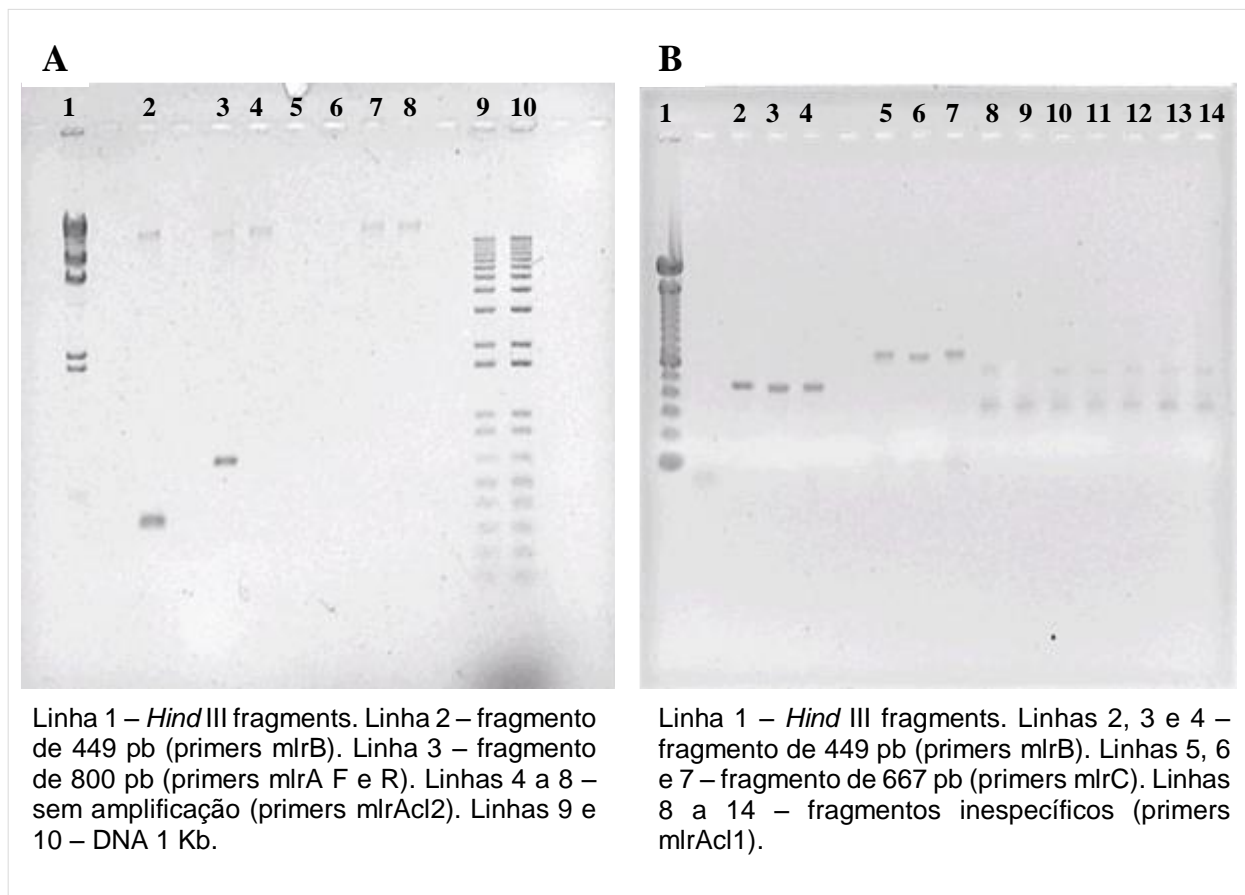 A
1 2 3 4 5 6 7 8 9 10
B
1 2 3 4 5 6 7 8 9 10 11 12 13 14
Linha 1 – Hind III fragments. Linha 2 – fragmento
de 449 pb (primers mlrB). Linha 3 – fragmento
de 800 pb (primers mlrA F e R). Linhas 4 a 8 –
sem amplificação (primers mlrAcl2). Linhas 9 e
10 – DNA 1 Kb.
Linha 1 – Hind III fragments. Linhas 2, 3 e 4 –
fragmento de 449 pb (primers mlrB). Linhas 5, 6
e 7 – fragmento de 667 pb (primers mlrC). Linhas
8 a 14 – fragmentos inespecíficos (primers
mlrAcl1).